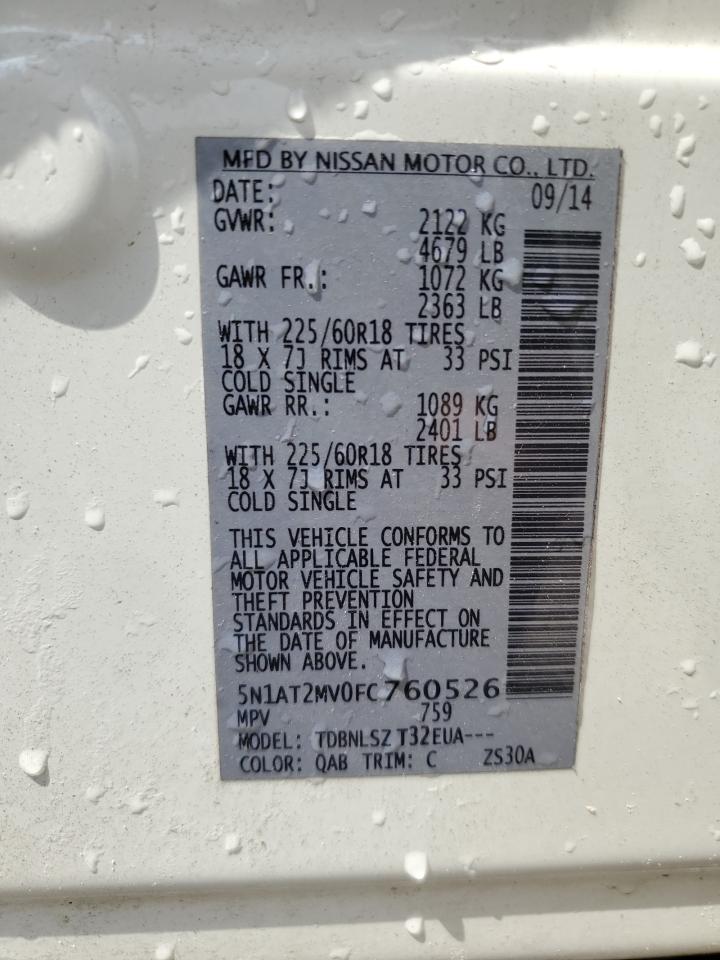 MFD BY NISSAN MOTOR CO., LTD.
DATE: 09/14
GVWR: 2122 KG
4679 LB
GAWR FR.: 1072 KG
2363 LB
WITH 225/60R18 TIRES
18 X 7J RIMS AT 33 PSI
COLD SINGLE
GAWR RR.: 1089 KG
2401 LB
WITH 225/60R18 TIRES
18 X 7J RIMS AT 33 PSI
COLD SINGLE
THIS VEHICLE CONFORMS TO
ALL APPLICABLE FEDERAL
MOTOR VEHICLE SAFETY AND
THEFT PREVENTION
STANDARDS IN EFFECT ON
THE DATE OF MANUFACTURE
SHOWN ABOVE.
5N1AT2MV0FC760526
MPV 759
MODEL: TDBNLSZ T32EUA---
COLOR: QAB TRIM: C ZS30A